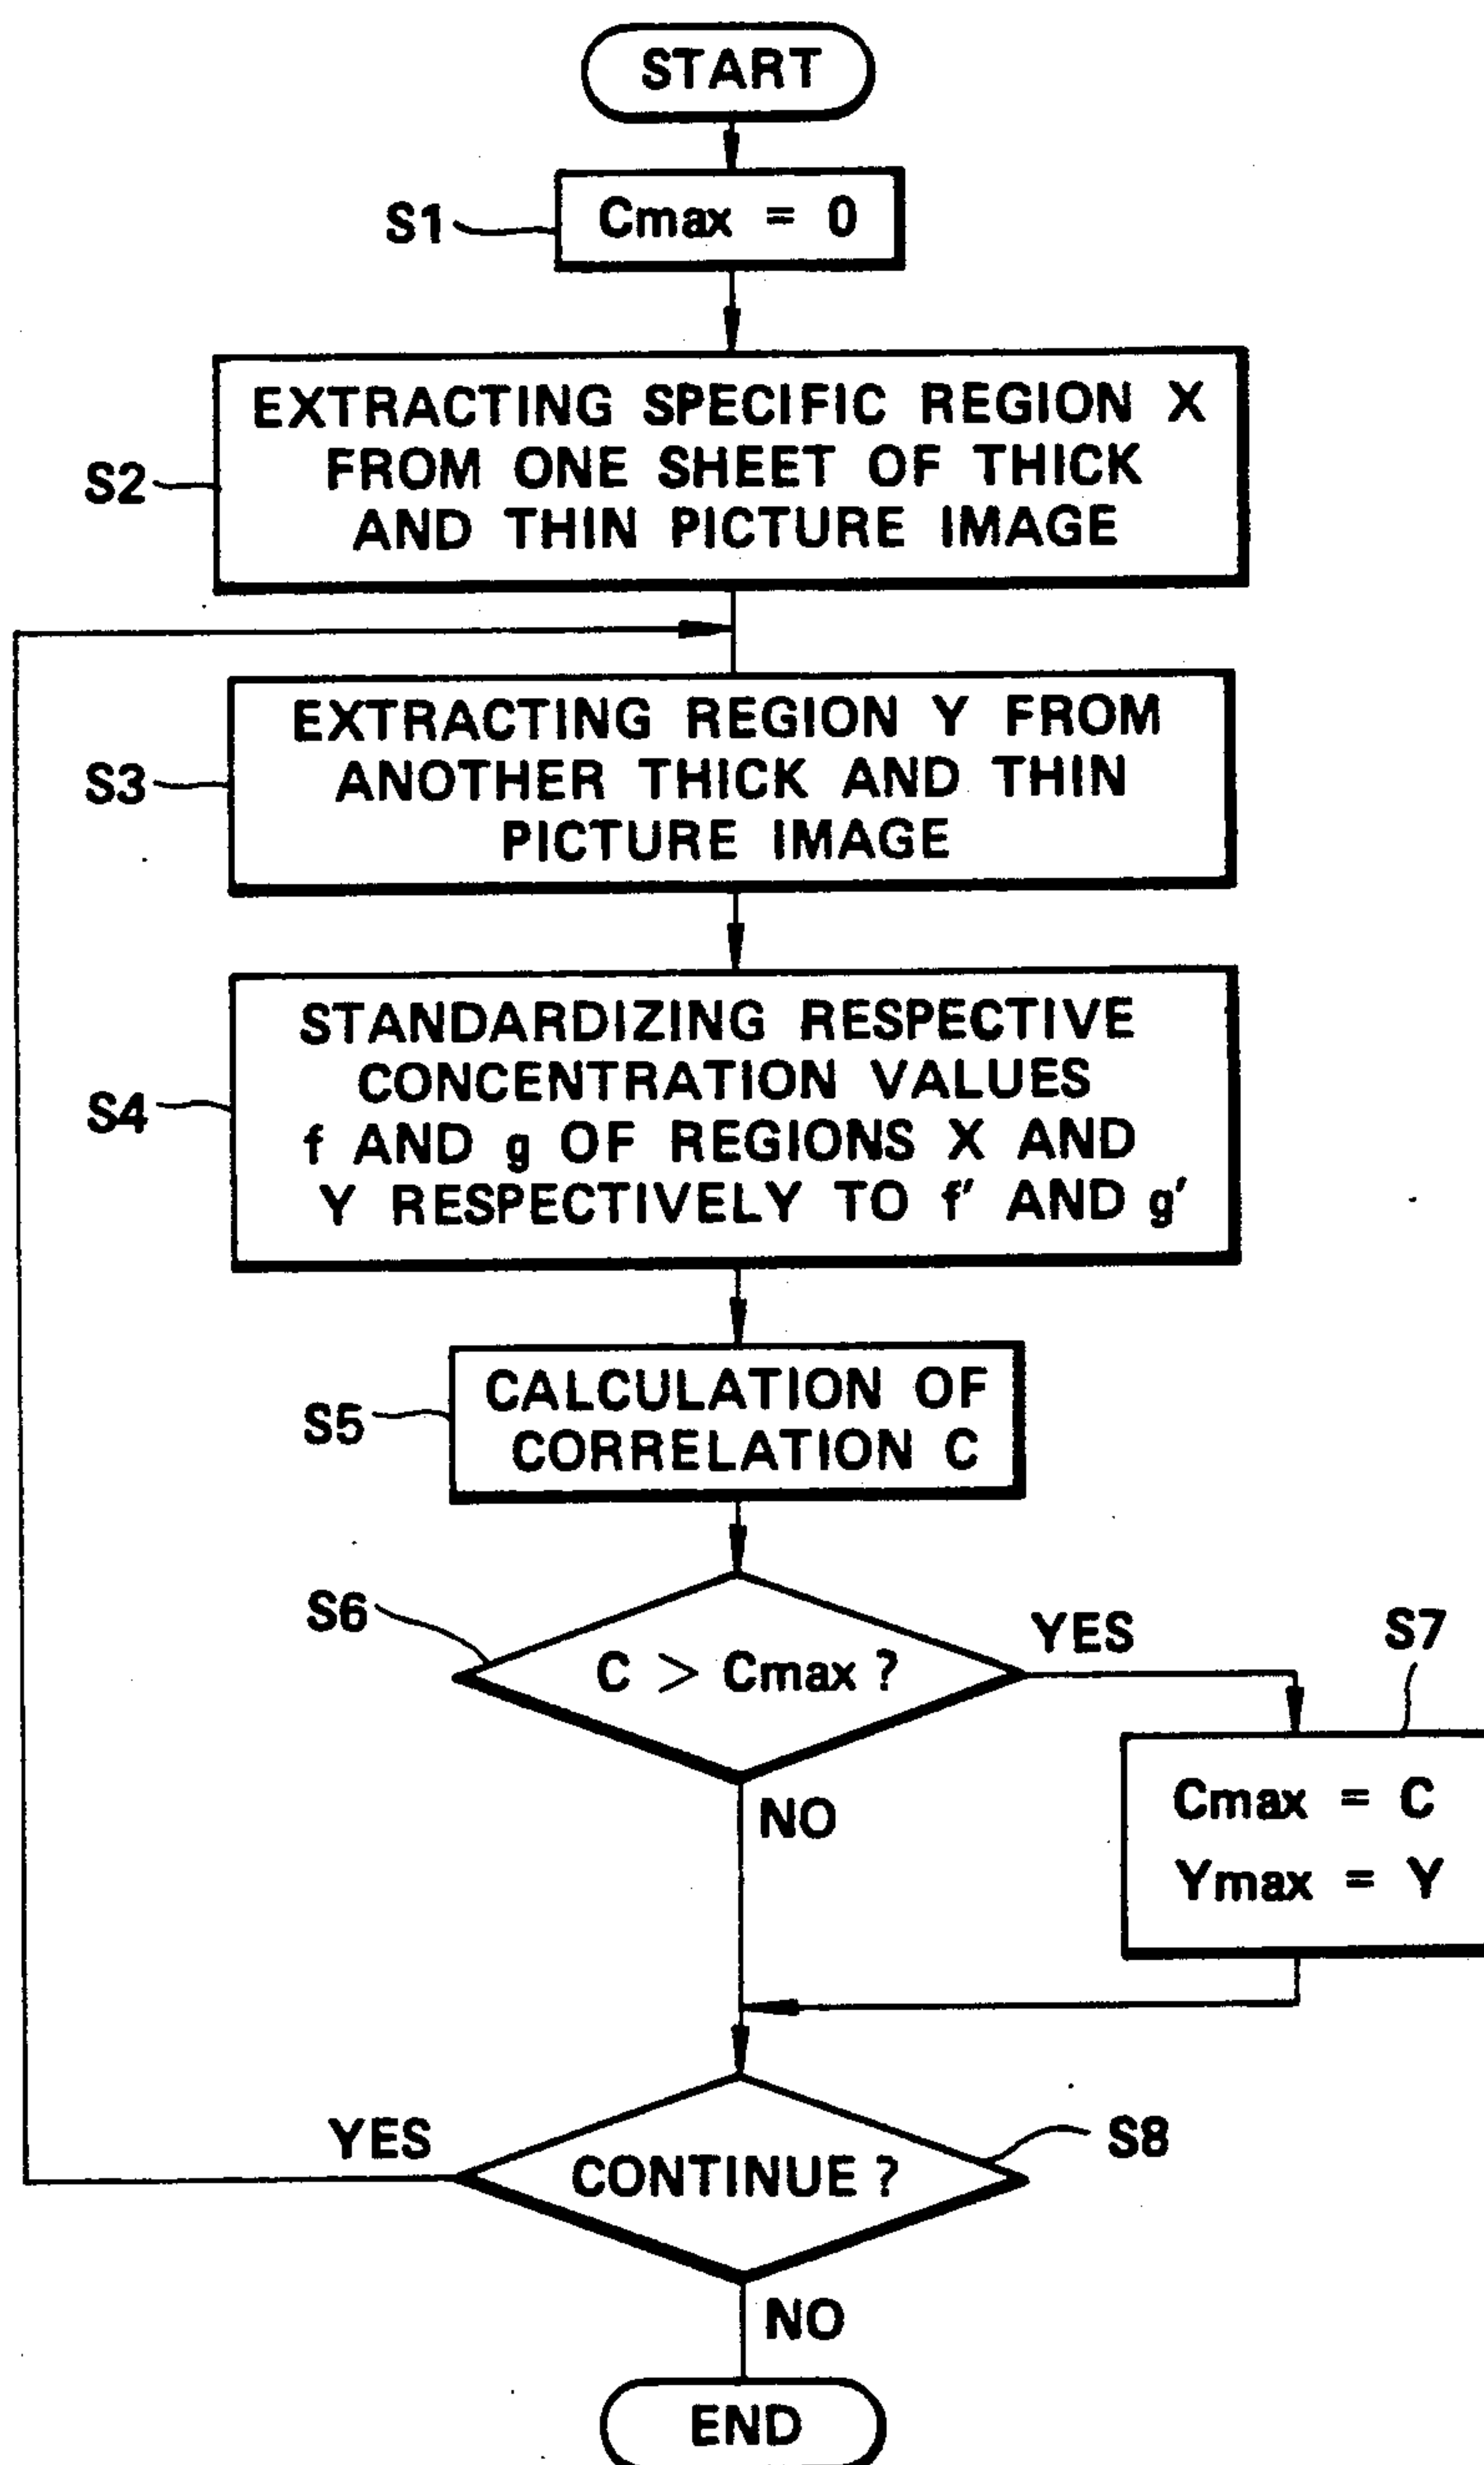 START
S1
Cmax = 0
EXTRACTING SPECIFIC REGION X
FROM ONE SHEET OF THICK
AND THIN PICTURE IMAGE
S2
EXTRACTING REGION Y FROM
ANOTHER THICK AND THIN
PICTURE IMAGE
S3
STANDARDIZING RESPECTIVE
CONCENTRATION VALUES
f AND g OF REGIONS X AND
Y RESPECTIVELY TO f' AND g'
S4
CALCULATION OF
CORRELATION C
S5
S6
C > Cmax ?
YES
NO
S7
Cmax = C
Ymax = Y
YES
CONTINUE ?
S8
NO
END